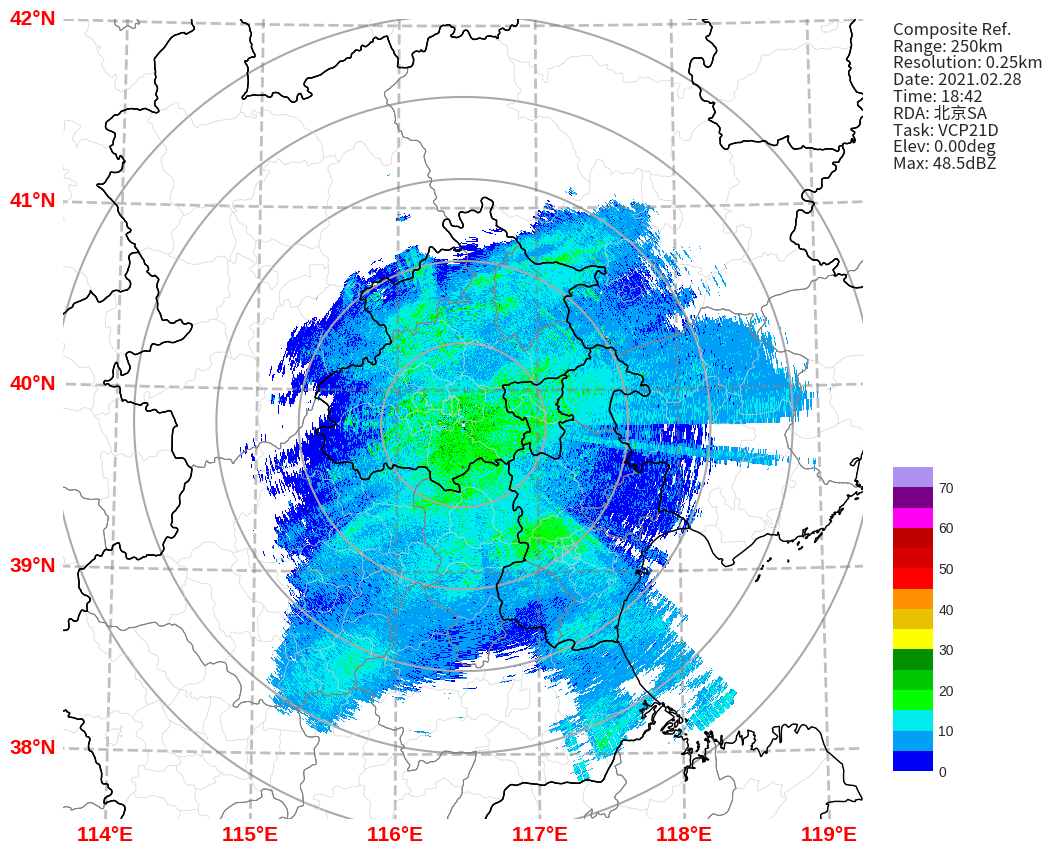 42°N
41°N
40°N
39°N
38°N
114°E
115°E
116°E
117°E
118°E
119°E
Composite Ref.
Range: 250km
Resolution: 0.25km
Date: 2021.02.28
Time: 18:42
RDA: 北京SA
Task: VCP21D
Elev: 0.00deg
Max: 48.5dBZ
70
60
50
40
30
20
10
0